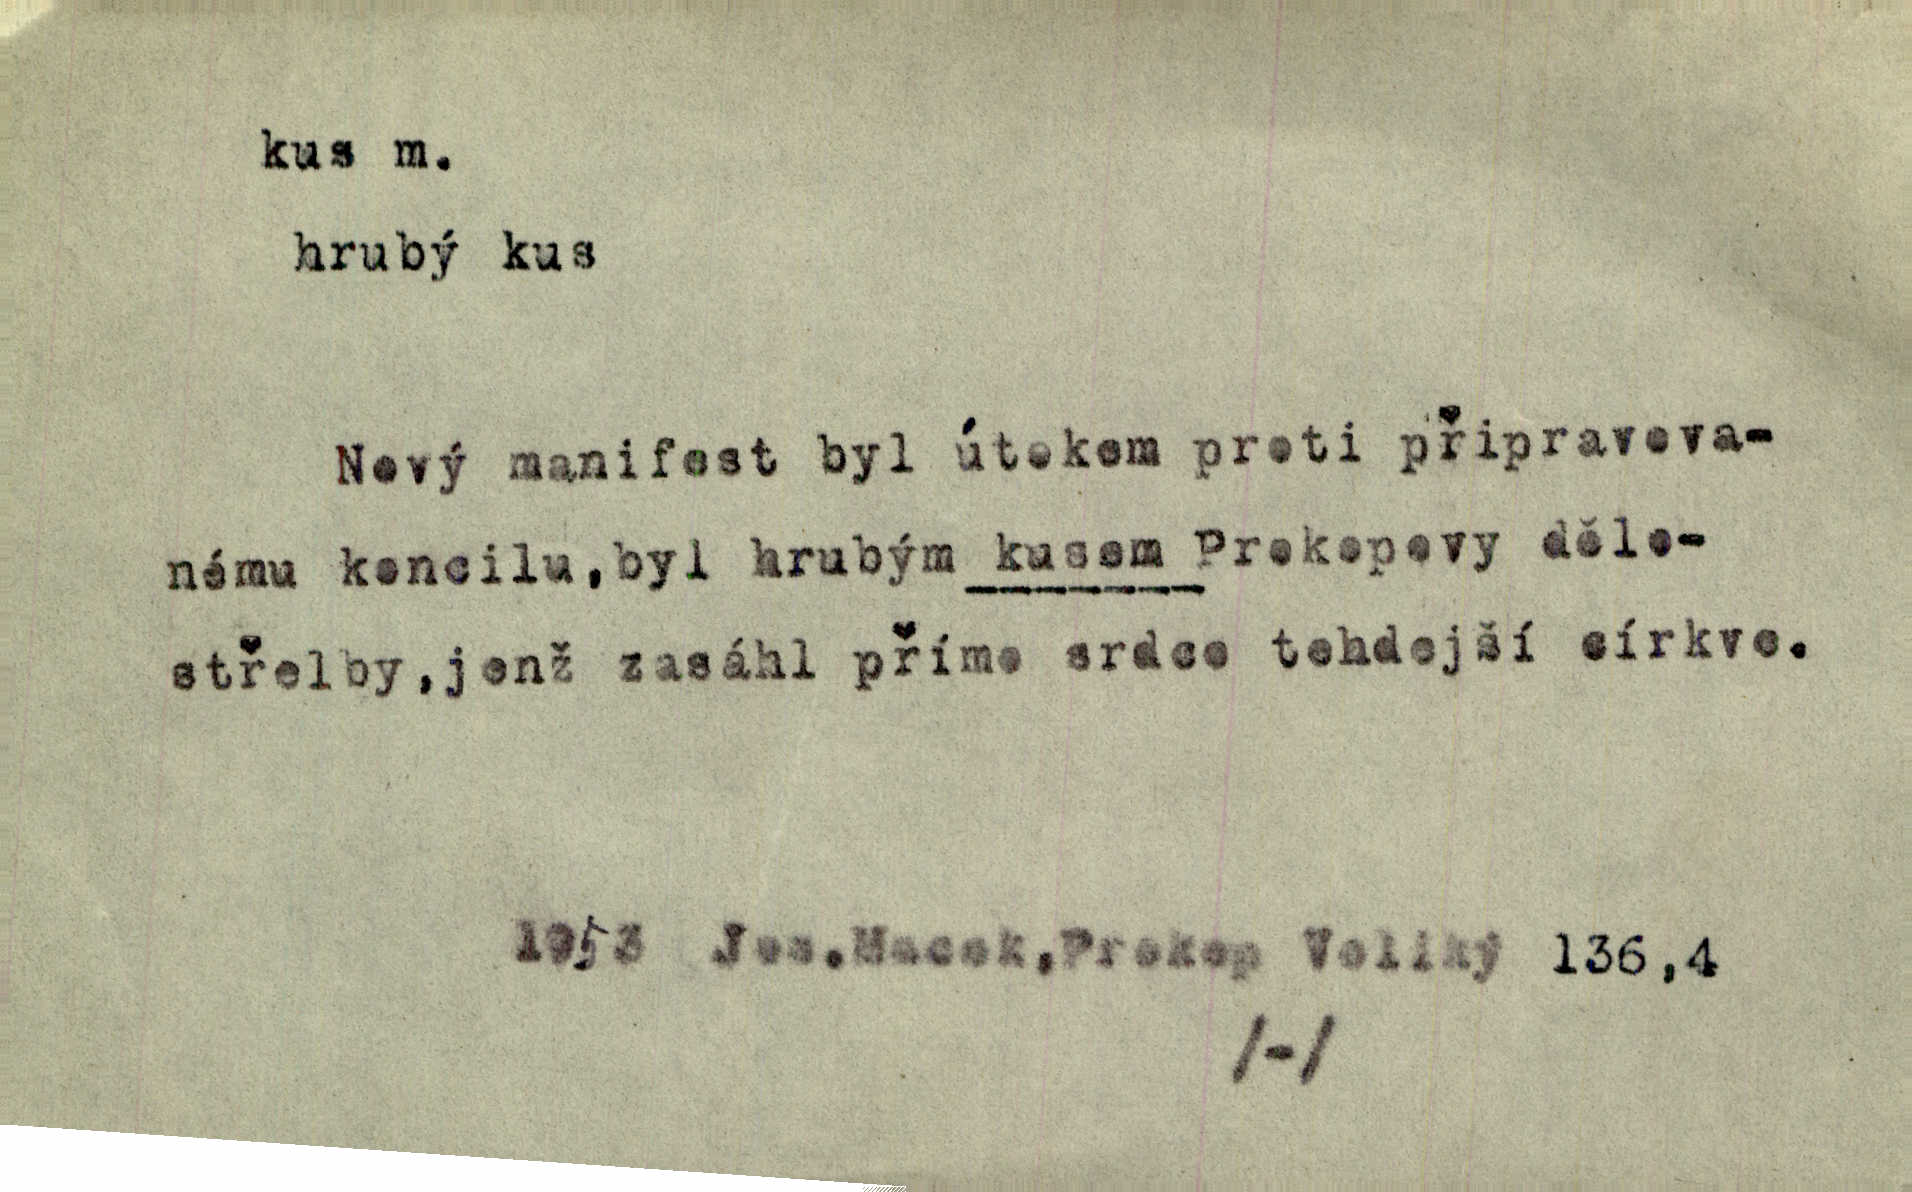 kus m.
hrubý kus
Nový manifest byl útokem proti připravova-
nému koncilu,byl hrubým kusem Prokopovy dělo-
střelby,jenž zasáhl přímo srdce tehdejší církve.
1953 Jos.Macek,Prokop Veliký 136,4
/-/